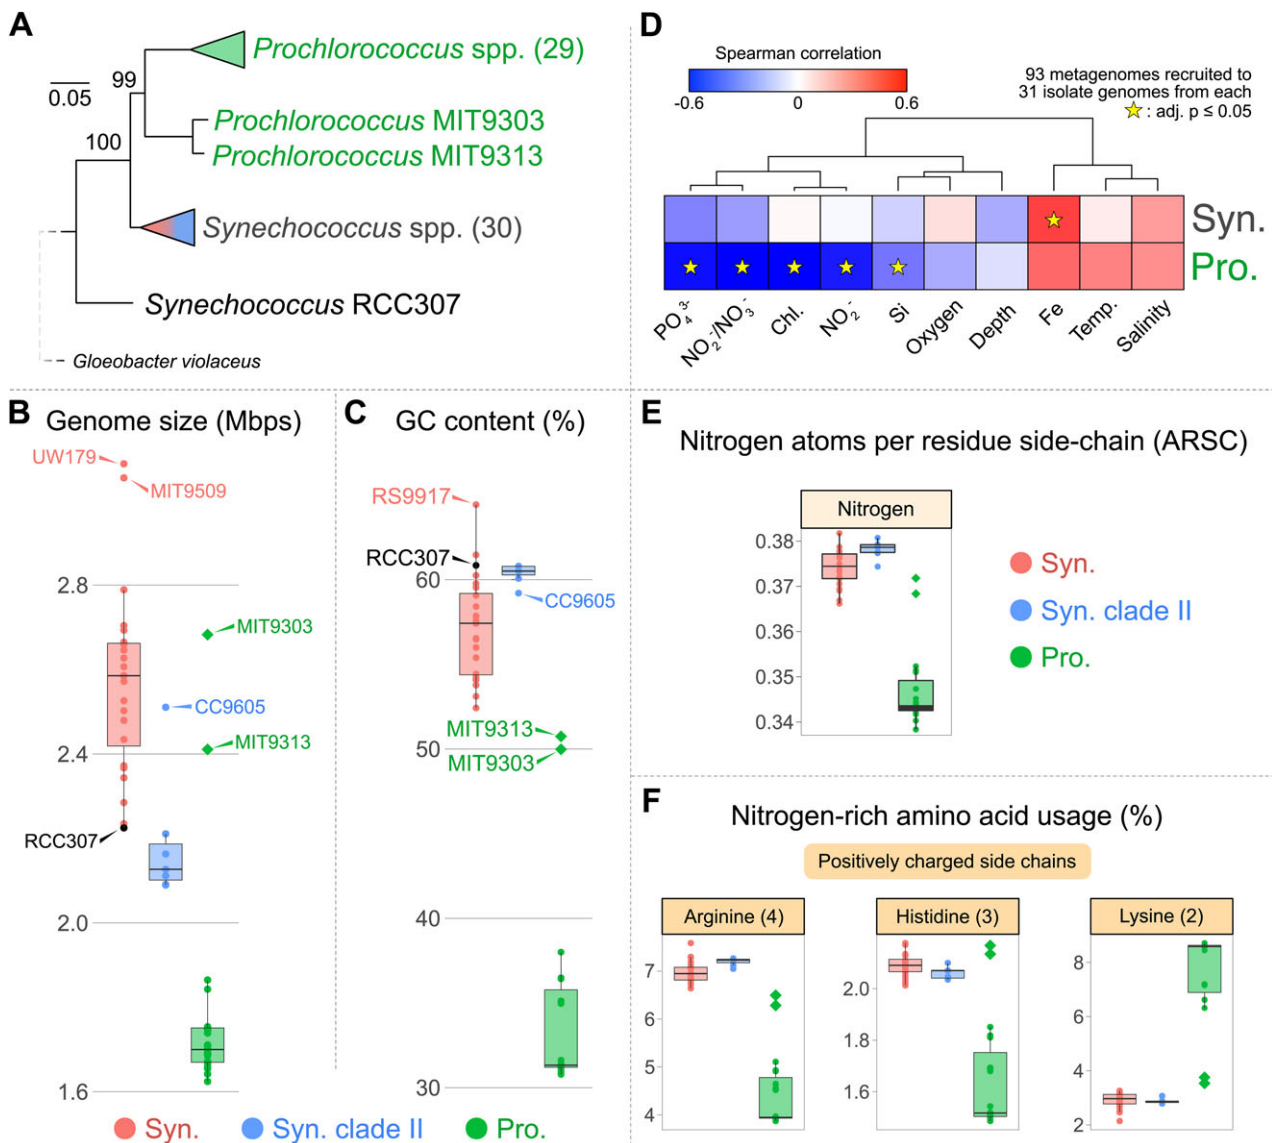 A
Prochlorococcus spp. (29)
99
0.05
Prochlorococcus MIT9303
100
Prochlorococcus MIT9313
Synechococcus spp. (30)
Synechococcus RCC307
Gloeobacter violaceus
D
Spearman correlation
-0.6
0
0.6
93 metagenomes recruited to
31 isolate genomes from each
: adj. p ≤ 0.05
Syn.
Pro.
PO₄³⁻
NO₂⁻/NO₃⁻
Chl.
NO₂⁻
Si
Oxygen
Depth
Fe
Temp.
Salinity
B
Genome size (Mbps)
UW179
MIT9509
2.8
MIT9303
CC9605
MIT9313
2.4
RCC307
2.0
1.6
C
GC content (%)
RS9917
RCC307
60
CC9605
MIT9313
50
MIT9303
40
30
Syn.
Syn. clade II
Pro.
E
Nitrogen atoms per residue side-chain (ARSC)
Nitrogen
0.38
0.37
0.36
0.35
0.34
Syn.
Syn. clade II
Pro.
F
Nitrogen-rich amino acid usage (%)
Positively charged side chains
Arginine (4)
7
6
5
4
Histidine (3)
2.0
1.8
1.6
Lysine (2)
8
6
4
2